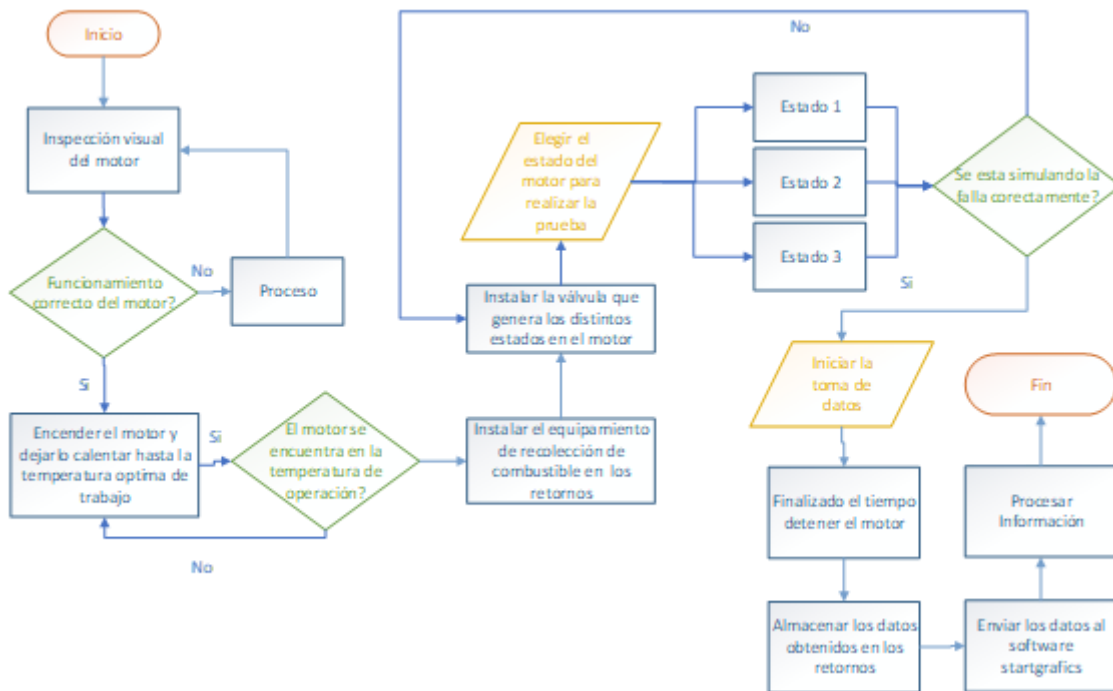 Inicio
Inspección visual
del motor
Funcionamiento
correcto del motor?
No
Proceso
Si
Encender el motor y
dejarlo calentar hasta la
temperatura optima de
trabajo
Si
El motor se
encuentra en la
temperatura de
operación?
No
Instalar el equipamiento
de recolección de
combustible en los
retornos
Instalar la válvula que
genera los distintos
estados en el motor
Elegir el
estado del
motor para
realizar la
prueba
Estado 1
Estado 2
Estado 3
Se esta simulando la
falla corectamente?
No
Si
Iniciar la
toma de
datos
Finalizado el tiempo
detener el motor
Almacenar los datos
obtenidos en los
retornos
Enviar los datos al
software
startgrafics
Procesar
Información
Fin